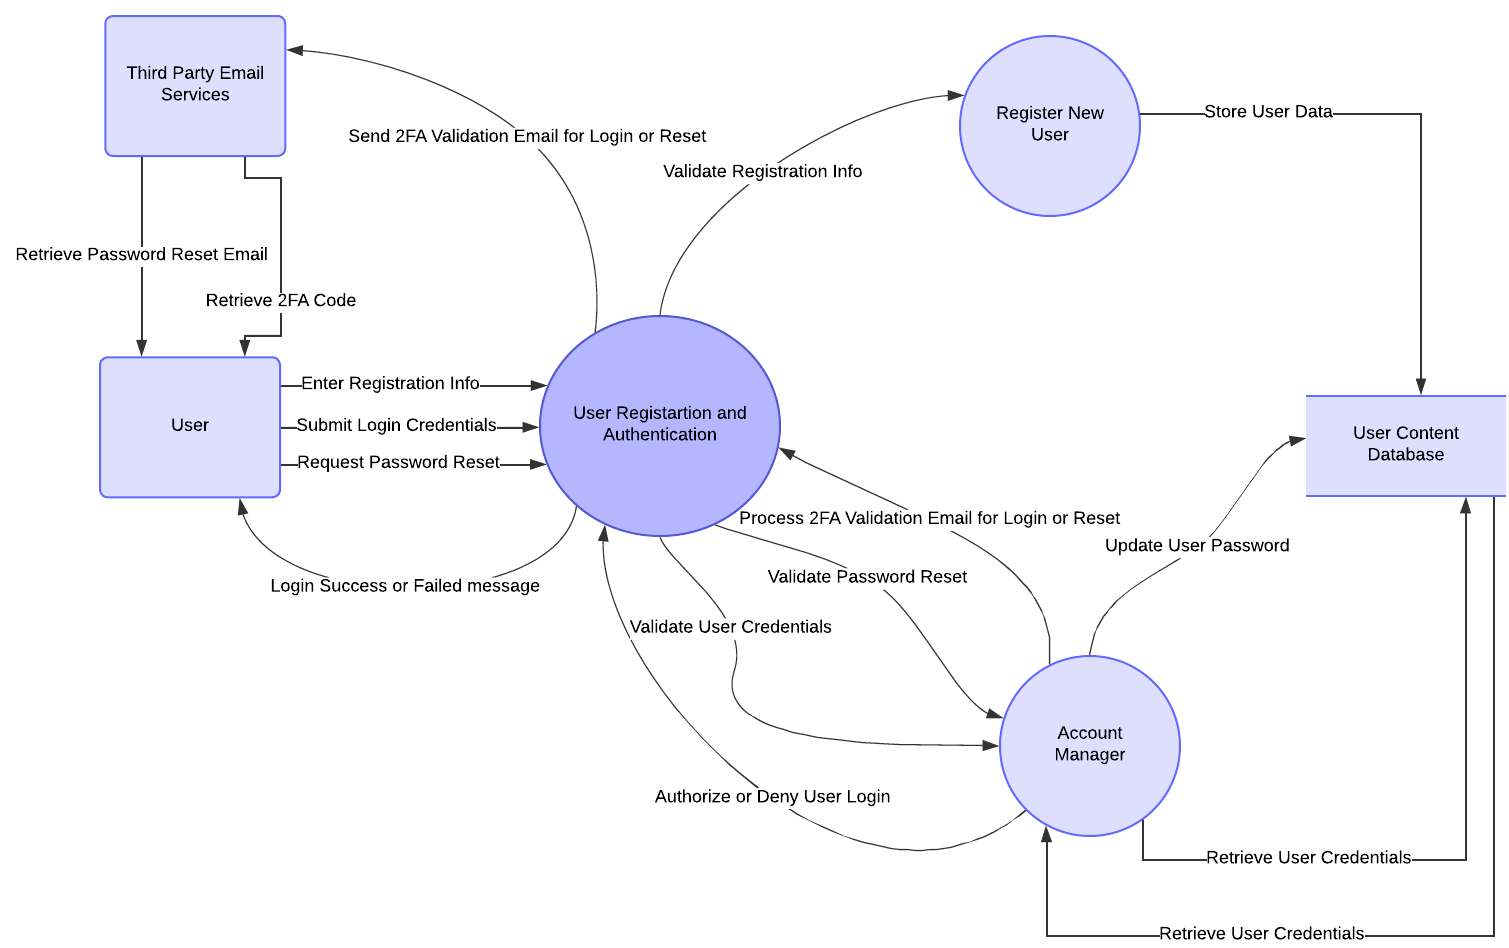 Third Party Email
Services
Register New
User
Store User Data
Send 2FA Validation Email for Login or Reset
Validate Registration Info
Retrieve Password Reset Email
Retrieve 2FA Code
Enter Registration Info
User
Submit Login Credentials
Request Password Reset
User Registartion and
Authentication
User Content
Database
Process 2FA Validation Email for Login or Reset
Update User Password
Validate Password Reset
Login Success or Failed message
Validate User Credentials
Account
Manager
Authorize or Deny User Login
Retrieve User Credentials
Retrieve User Credentials